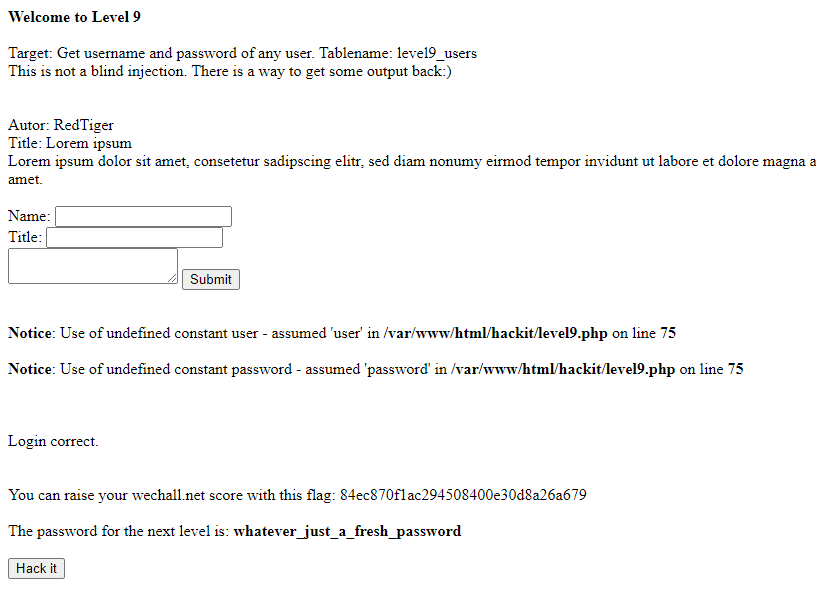 Welcome to Level 9
Target: Get username and password of any user. Tablename: level9_users
This is not a blind injection. There is a way to get some output back:)
Autor: RedTiger
Title: Lorem ipsum
Lorem ipsum dolor sit amet, consetetur sadipscing elitr, sed diam nonumy eirmod tempor invidunt ut labore et dolore magna a
amet.
Name:
Title:
Submit
Notice: Use of undefined constant user - assumed 'user' in /var/www/html/hackit/level9.php on line 75
Notice: Use of undefined constant password - assumed 'password' in /var/www/html/hackit/level9.php on line 75
Login correct.
You can raise your wechall.net score with this flag: 84ec870f1ac294508400e30d8a26a679
The password for the next level is: whatever_just_a_fresh_password
Hack it